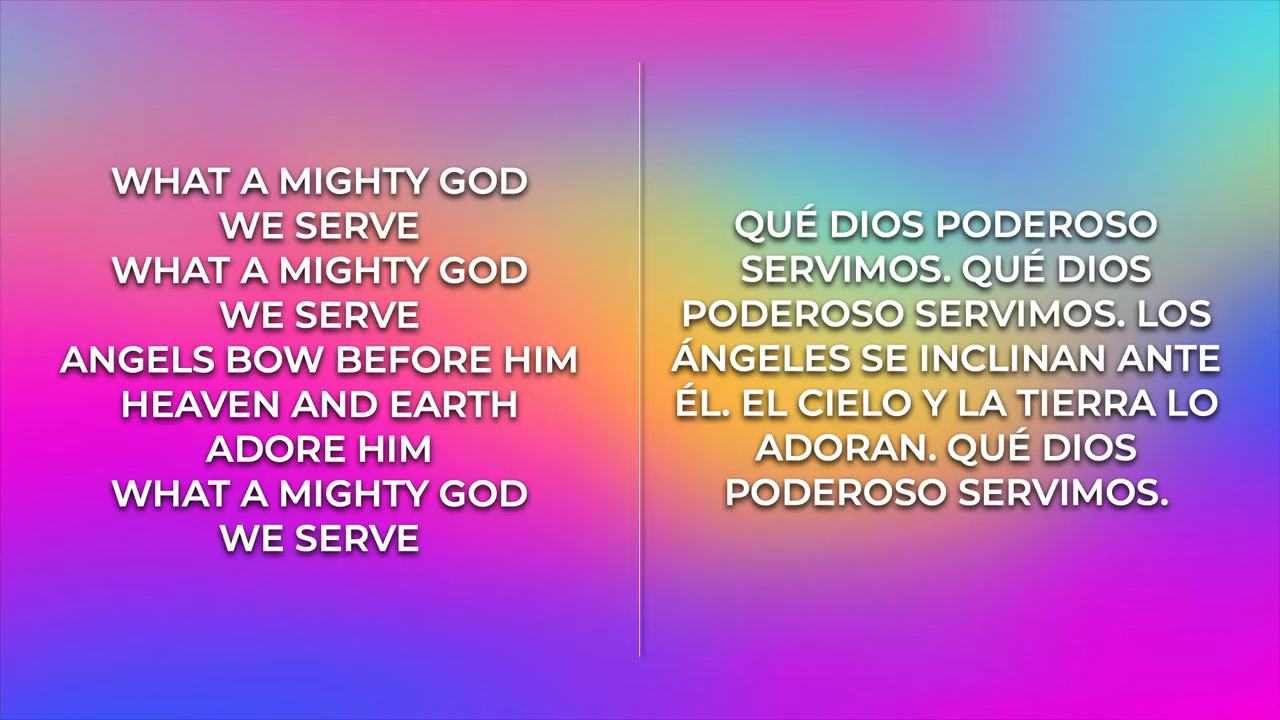 WHAT A MIGHTY GOD
WE SERVE
WHAT A MIGHTY GOD
WE SERVE
ANGELS BOW BEFORE HIM
HEAVEN AND EARTH
ADORE HIM
WHAT A MIGHTY GOD
WE SERVE
QUÉ DIOS PODEROSO
SERVIMOS. QUÉ DIOS
PODEROSO SERVIMOS. LOS
ÁNGELES SE INCLINAN ANTE
ÉL. EL CIELO Y LA TIERRA LO
ADORAN. QUÉ DIOS
PODEROSO SERVIMOS.